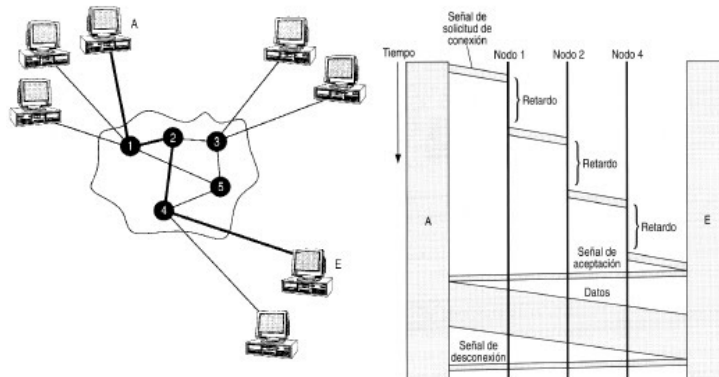 A
1
2
3
5
4
E
Señal de
solicitud de
conexión
Tiempo
Nodo 1
Nodo 2
Nodo 4
Retardo
Retardo
Retardo
A
E
Señal de
aceptación
Datos
Señal de
desconexión